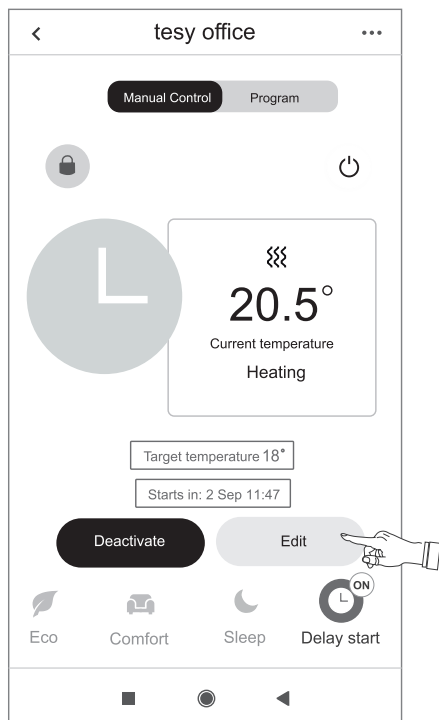 tesy office
Manual Control Program
20.5°
Current temperature
Heating
Target temperature 18°
Starts in: 2 Sep 11:47
Deactivate Edit
ON
Eco Comfort Sleep Delay start